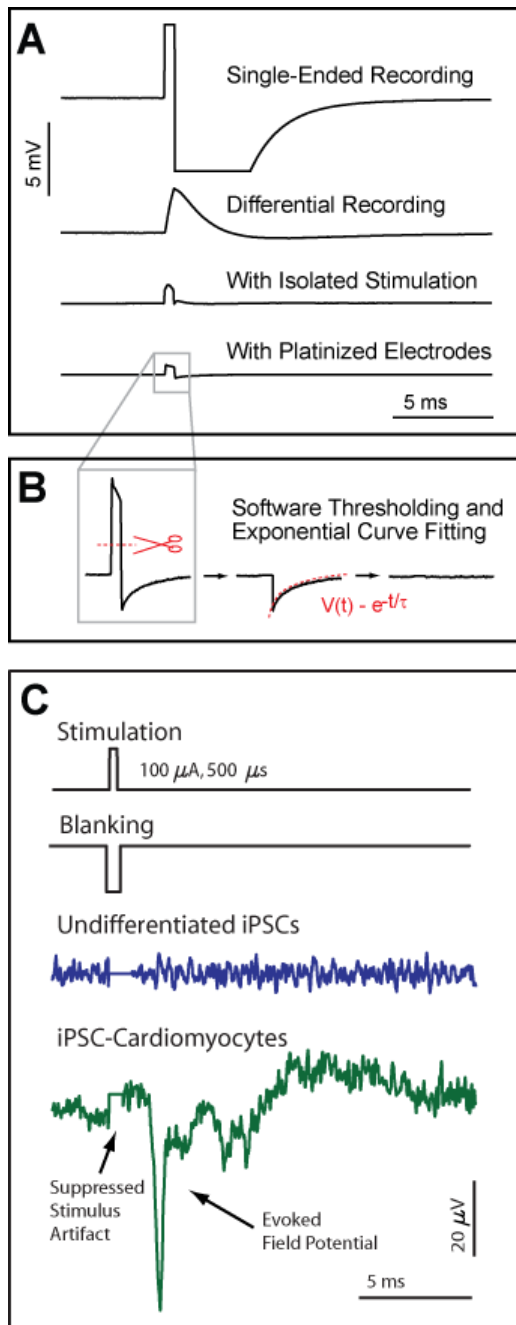 A
Single-Ended Recording
5 mV
Differential Recording
With Isolated Stimulation
With Platinized Electrodes
5 ms
B
Software Thresholding and
Exponential Curve Fitting
V(t) - e-t/τ
C
Stimulation
100 μA, 500 μs
Blanking
Undifferentiated iPSCs
iPSC-Cardiomyocytes
Suppressed
Stimulus
Artifact
Evoked
Field Potential
20 μV
5 ms